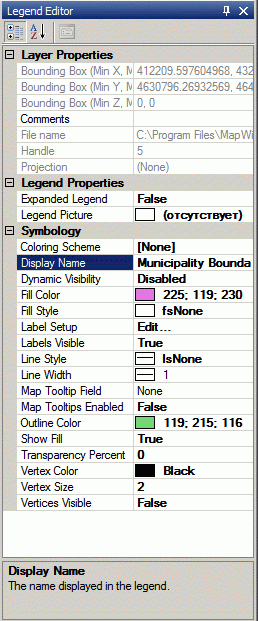 Legend Editor
Layer Properties
Bounding Box (Min X, M 412209.597604968, 432
Bounding Box (Min Y, M 4630796.26932569, 464
Bounding Box (Min Z, M 0, 0
Comments
File name C:\Program Files\MapWi
Handle 5
Projection (None)
Legend Properties
Expanded Legend False
Legend Picture (отсутствует)
Symbology
Coloring Scheme [None]
Display Name Municipality Bounda
Dynamic Visibility Disabled
Fill Color 225; 119; 230
Fill Style fsNone
Label Setup Edit...
Labels Visible True
Line Style lsNone
Line Width 1
Map Tooltip Field None
Map Tooltips Enabled False
Outline Color 119; 215; 116
Show Fill True
Transparency Percent 0
Vertex Color Black
Vertex Size 2
Vertices Visible False
Display Name
The name displayed in the legend.